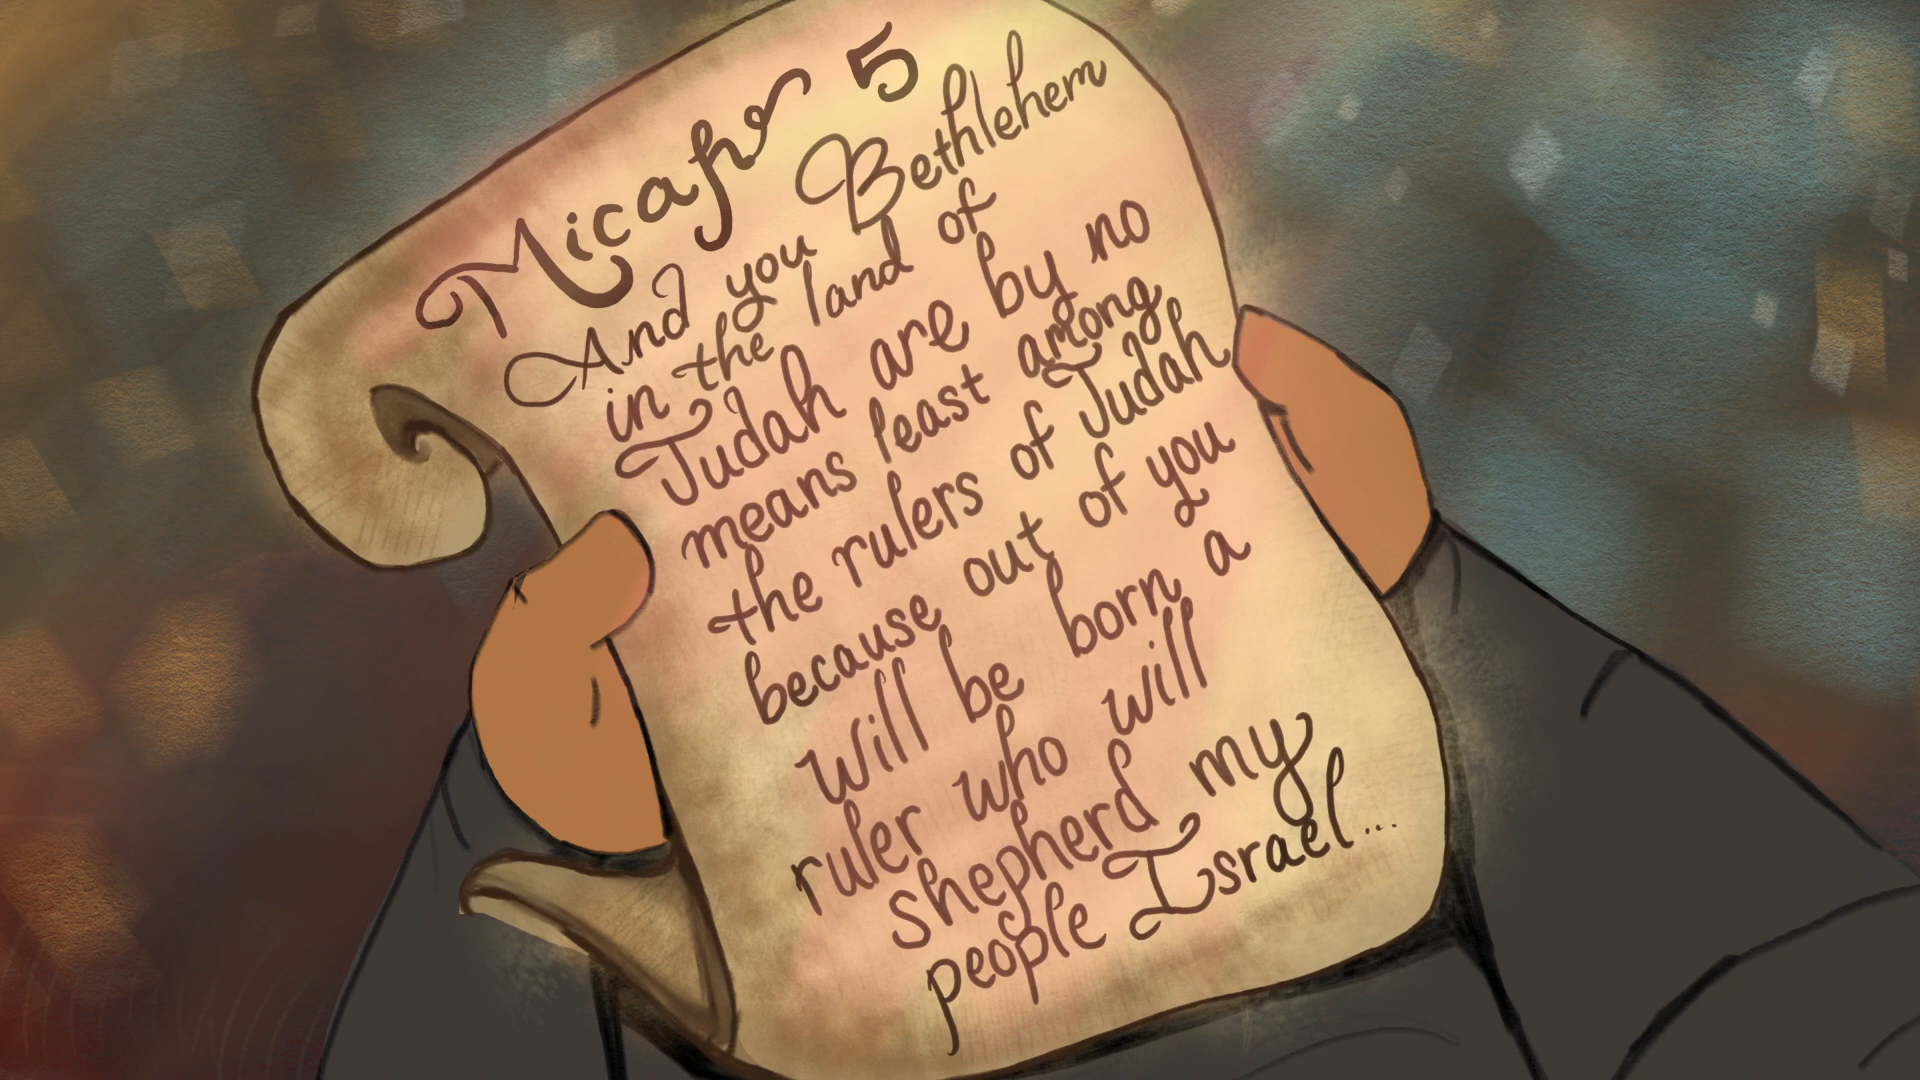 Micah 5
And you Bethlehem
in the land of
Judah are by no
means least among
the rulers of Judah
because out of you
will be born a
ruler who will
shepherd my
people Israel...